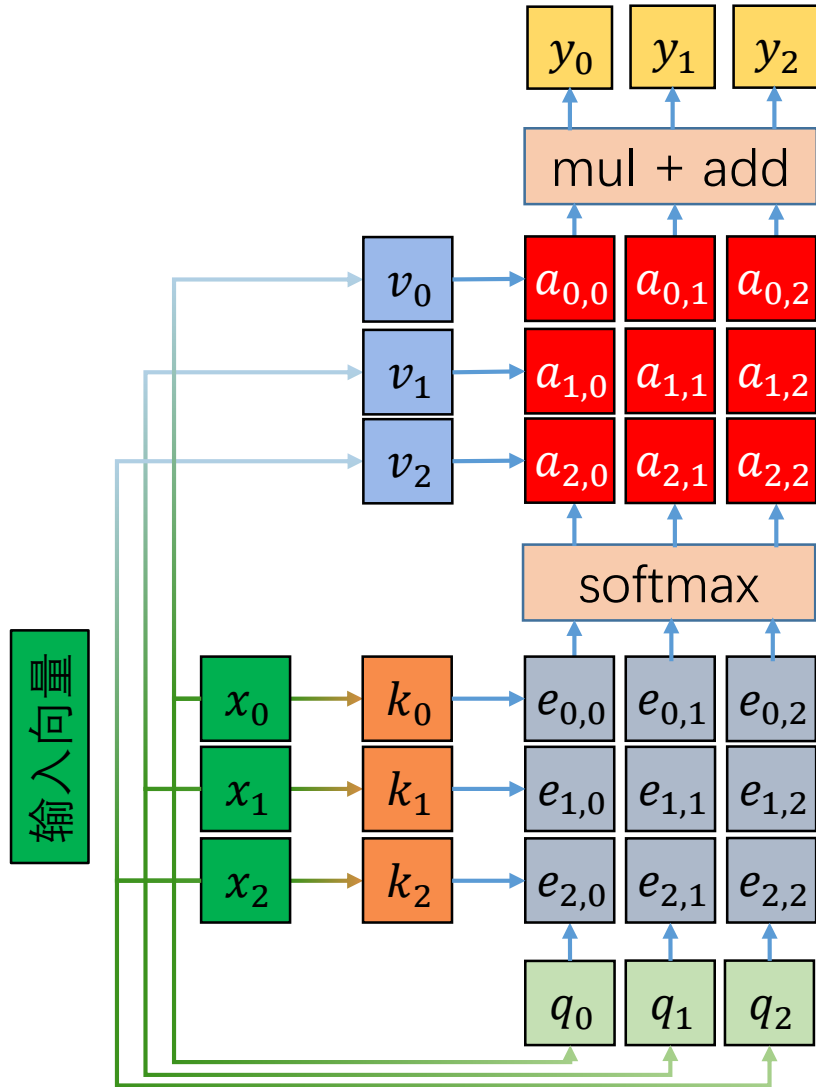 y₀ y₁ y₂
mul + add
v₀ a₀,₀ a₀,₁ a₀,₂
v₁ a₁,₀ a₁,₁ a₁,₂
v₂ a₂,₀ a₂,₁ a₂,₂
softmax
输入向量
x₀ k₀ e₀,₀ e₀,₁ e₀,₂
x₁ k₁ e₁,₀ e₁,₁ e₁,₂
x₂ k₂ e₂,₀ e₂,₁ e₂,₂
q₀ q₁ q₂